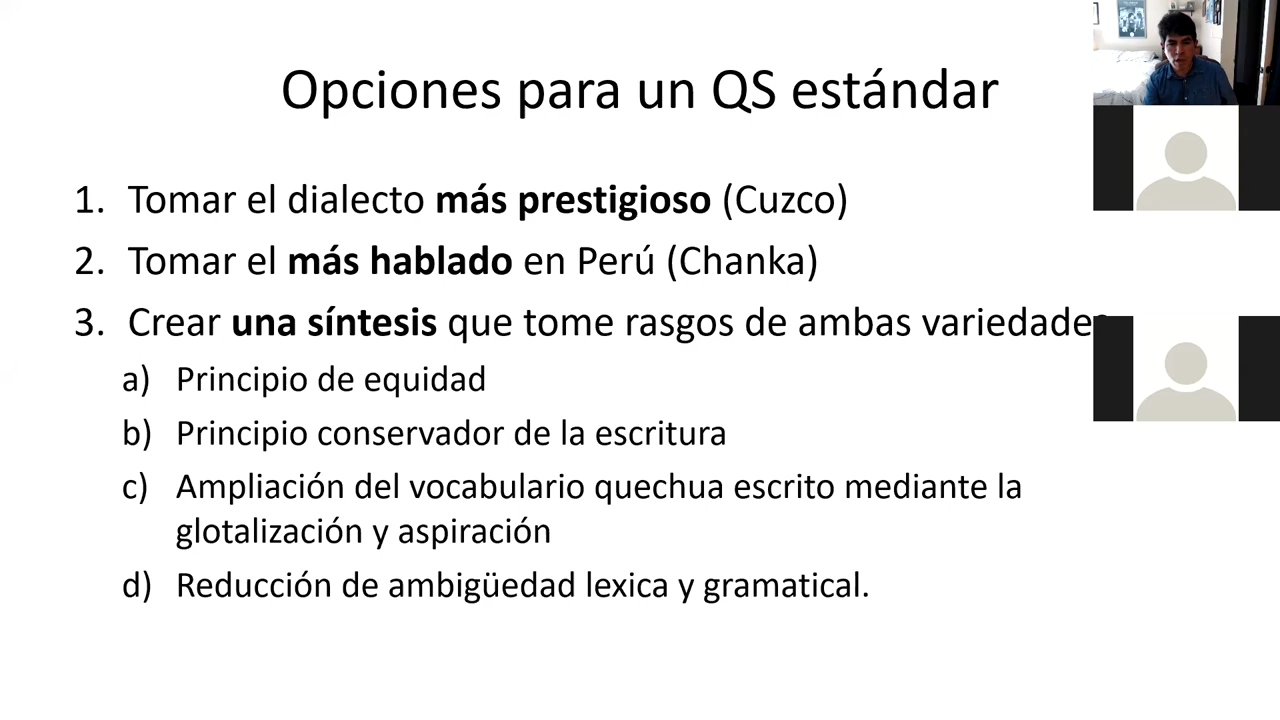 Opciones para un QS estándar
1. Tomar el dialecto más prestigioso (Cuzco)
2. Tomar el más hablado en Perú (Chanka)
3. Crear una síntesis que tome rasgos de ambas variedades
a) Principio de equidad
b) Principio conservador de la escritura
c) Ampliación del vocabulario quechua escrito mediante la
glotalización y aspiración
d) Reducción de ambigüedad lexica y gramatical.